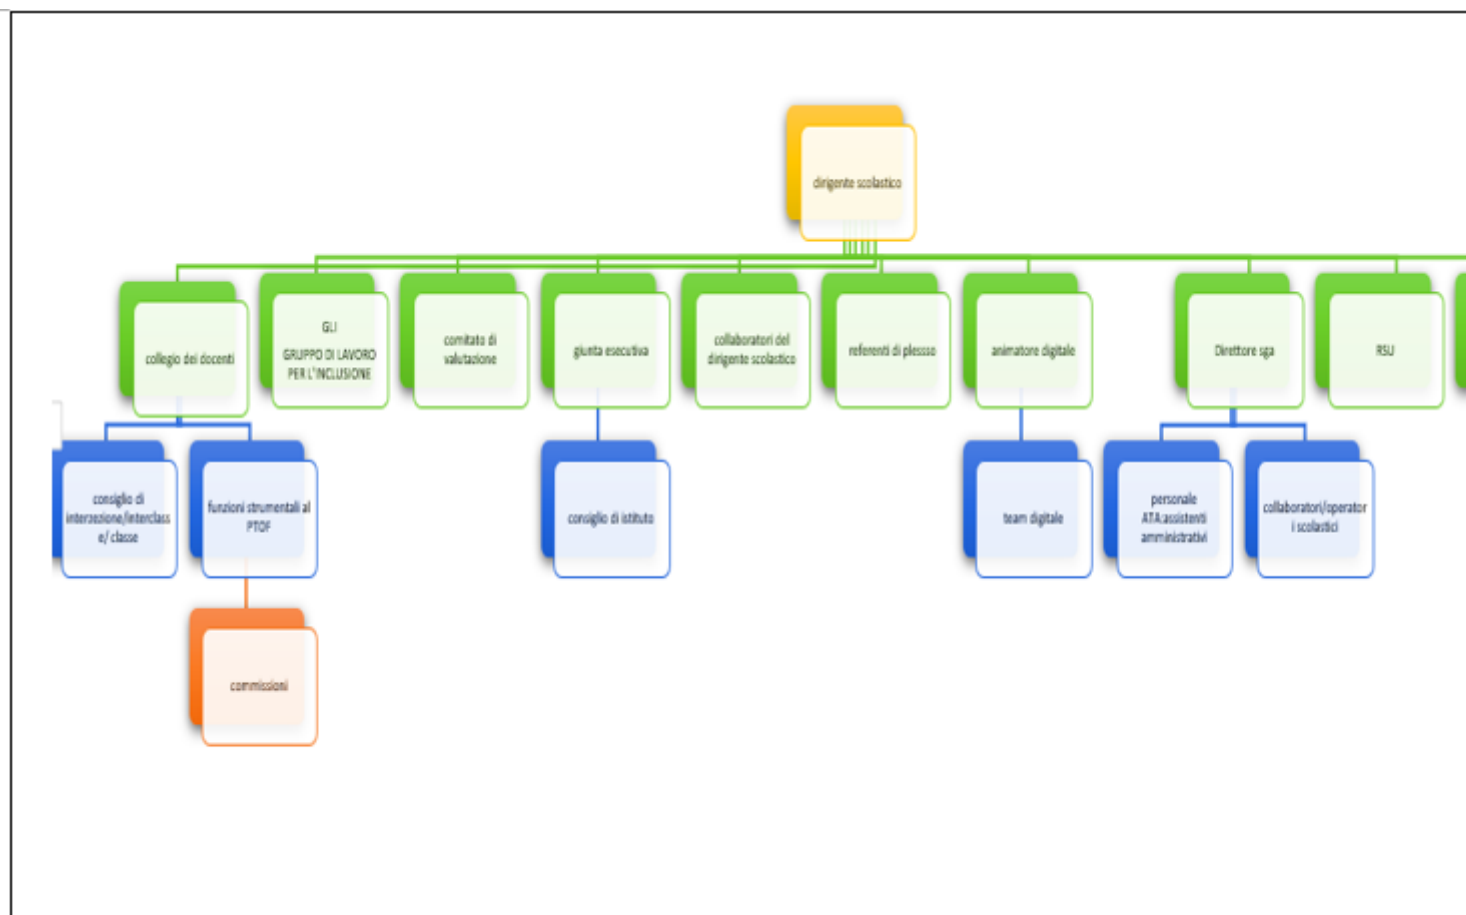 dirigente scolastico
collegio dei docenti
GLI
GRUPPO DI LAVORO
PER L'INCLUSIONE
comitato di
valutazione
giunta esecutiva
collaboratori del
dirigente scolastico
referenti di plessso
animatore digitale
Direttore sga
RSU
consiglio di
intersezione/interclass
e/ classe
funzioni strumentali al
PTOF
consiglio di istituto
team digitale
personale
ATA:assistenti
amministrativi
collaboratori/operator
i scolastici
commissioni